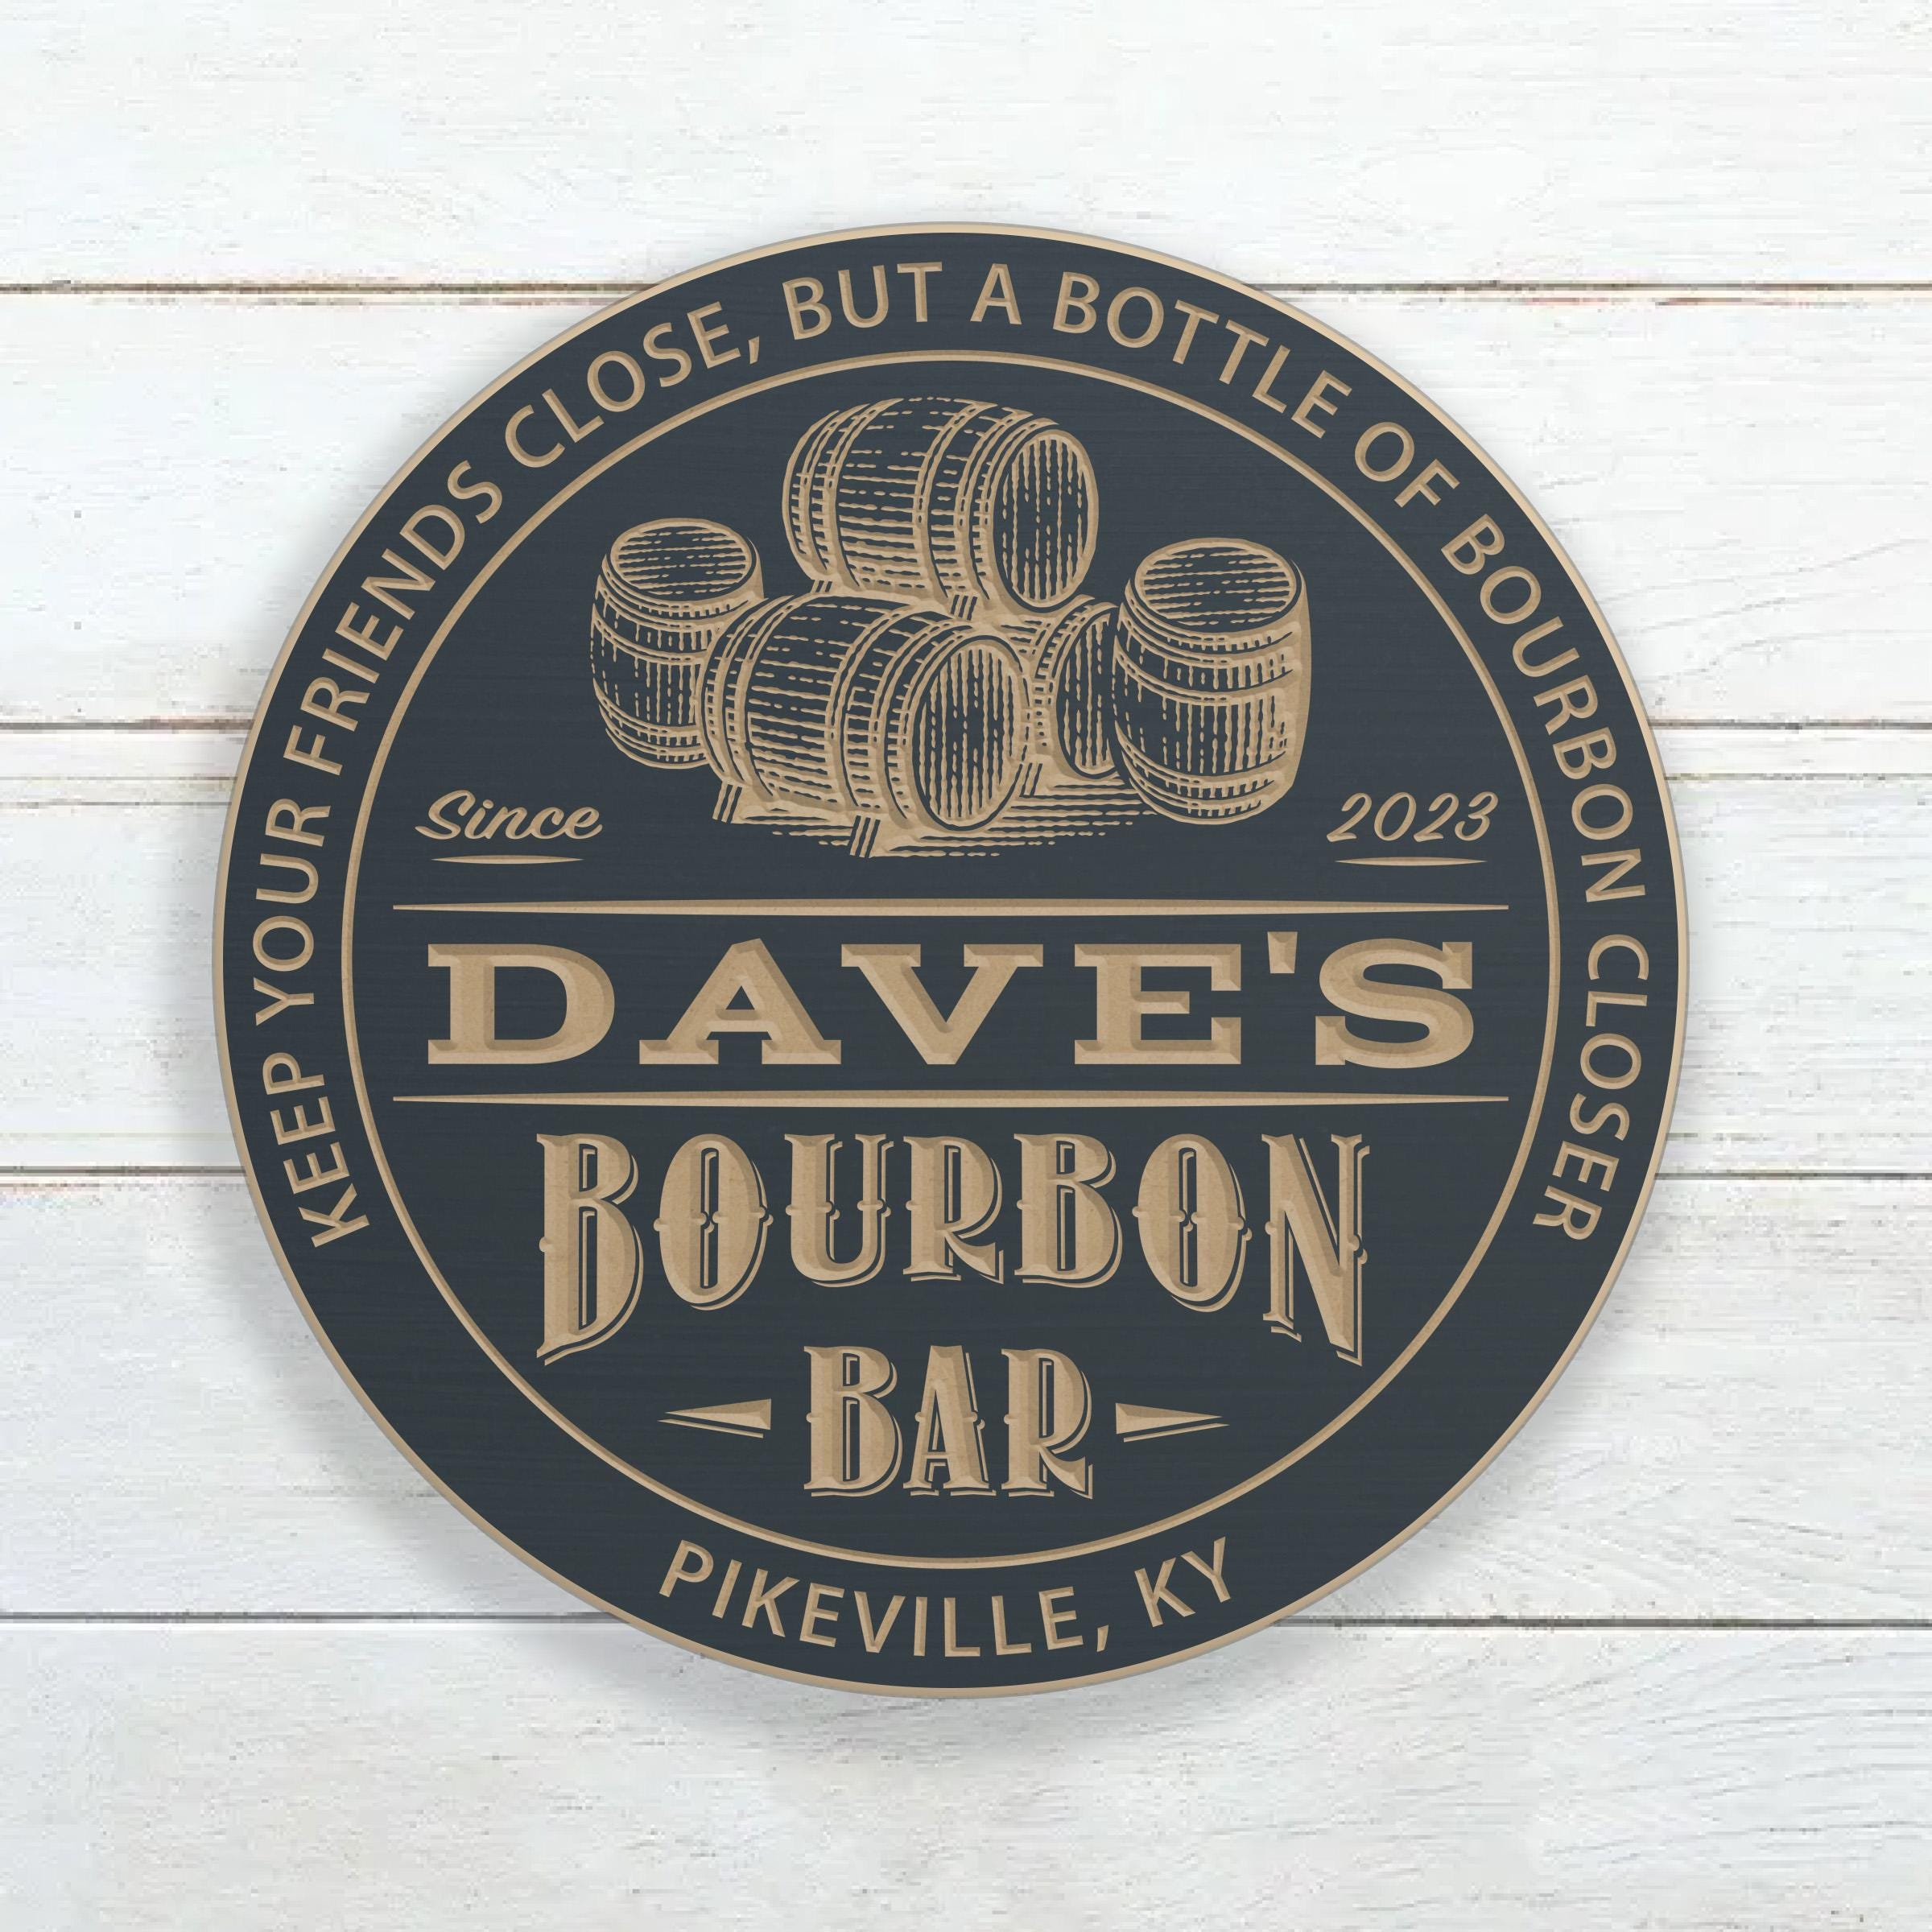 KEEP YOUR FRIENDS CLOSE, BUT A BOTTLE OF BOURBON CLOSER
Since 2023
DAVE'S
BOURBON
BAR
PIKEVILLE, KY